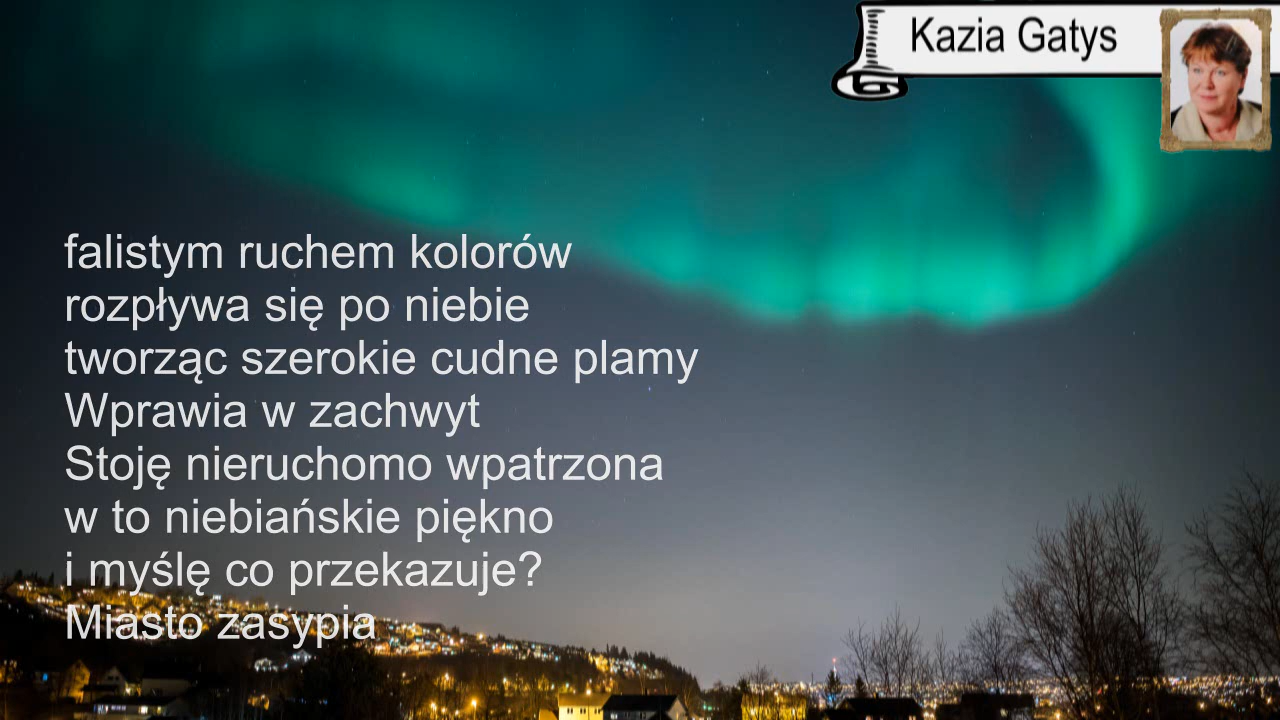 Kazia Gatys
falistym ruchem kolorów
rozpływa się po niebie
tworząc szerokie cudne plamy
Wprawia w zachwyt
Stoję nieruchomo wpatrzona
w to niebiańskie piękno
i myślę co przekazuje?
Miasto zasypia